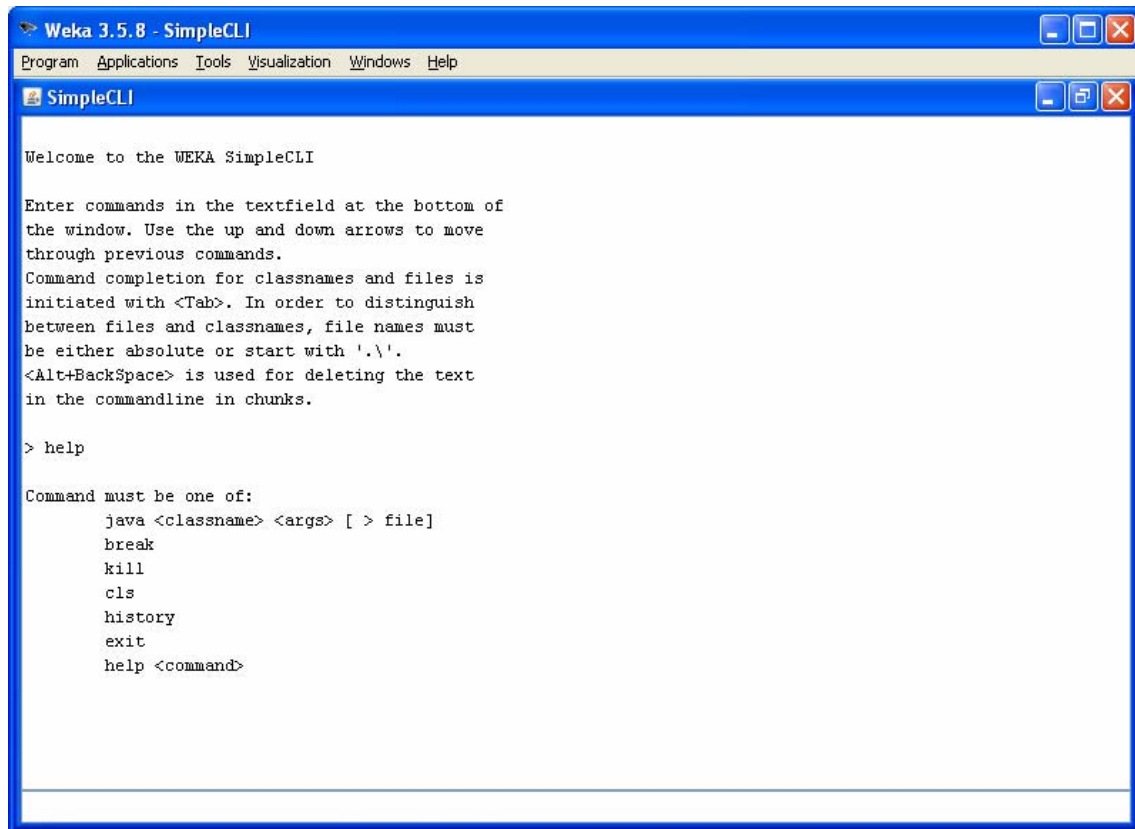 Weka 3.5.8 - SimpleCLI
Program Applications Tools Visualization Windows Help
SimpleCLI
Welcome to the WEKA SimpleCLI
Enter commands in the textfield at the bottom of
the window. Use the up and down arrows to move
through previous commands.
Command completion for classnames and files is
initiated with <Tab>. In order to distinguish
between files and classnames, file names must
be either absolute or start with '.\'.
<Alt+BackSpace> is used for deleting the text
in the commandline in chunks.
> help
Command must be one of:
java <classname> <args> [ > file]
break
kill
cls
history
exit
help <command>